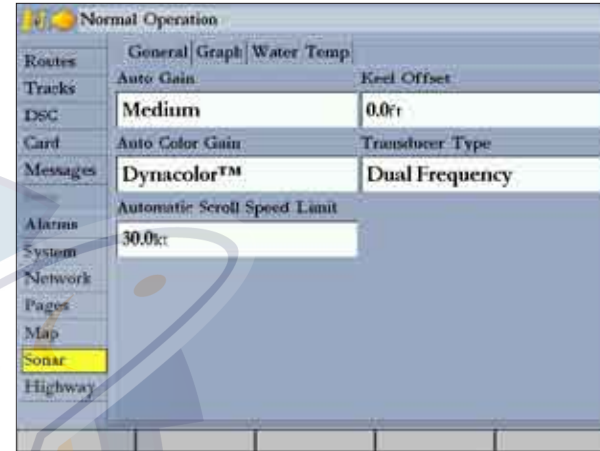 Normal Operation
General Graph Water Temp
Routes
Tracks
DSC
Card
Messages
Alarms
System
Network
Pages
Map
Sonar
Highway
Auto Gain
Medium
Keel Offset
0.0ft
Auto Color Gain
Dynacolor™
Transducer Type
Dual Frequency
Automatic Scroll Speed Limit
30.0kt